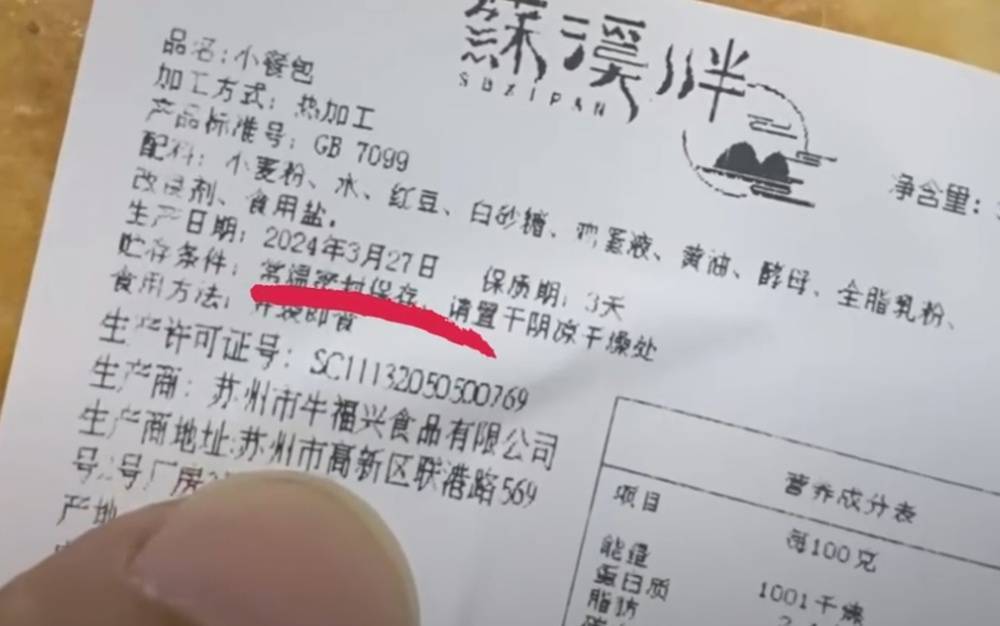 蘇溪畔
SUXIPAN
品名：小餐包
加工方式：热加工
产品标准号：GB 7099
净含量：
配料：小麦粉、水、红豆、白砂糖、鸡蛋液、黄油、酵母、全脂乳粉、
改良剂、食用盐。
生产日期：2024年3月27日 保质期：3天
贮存条件：常温密封保存，请置于阴凉干燥处
食用方法：开袋即食
生产许可证号：SC11132050500769
生产商：苏州市牛福兴食品有限公司
生产商地址:苏州市高新区联港路569
号2号厂房
产地
营养成分表
项目 每100克
能量 1001千焦
蛋白质
脂肪